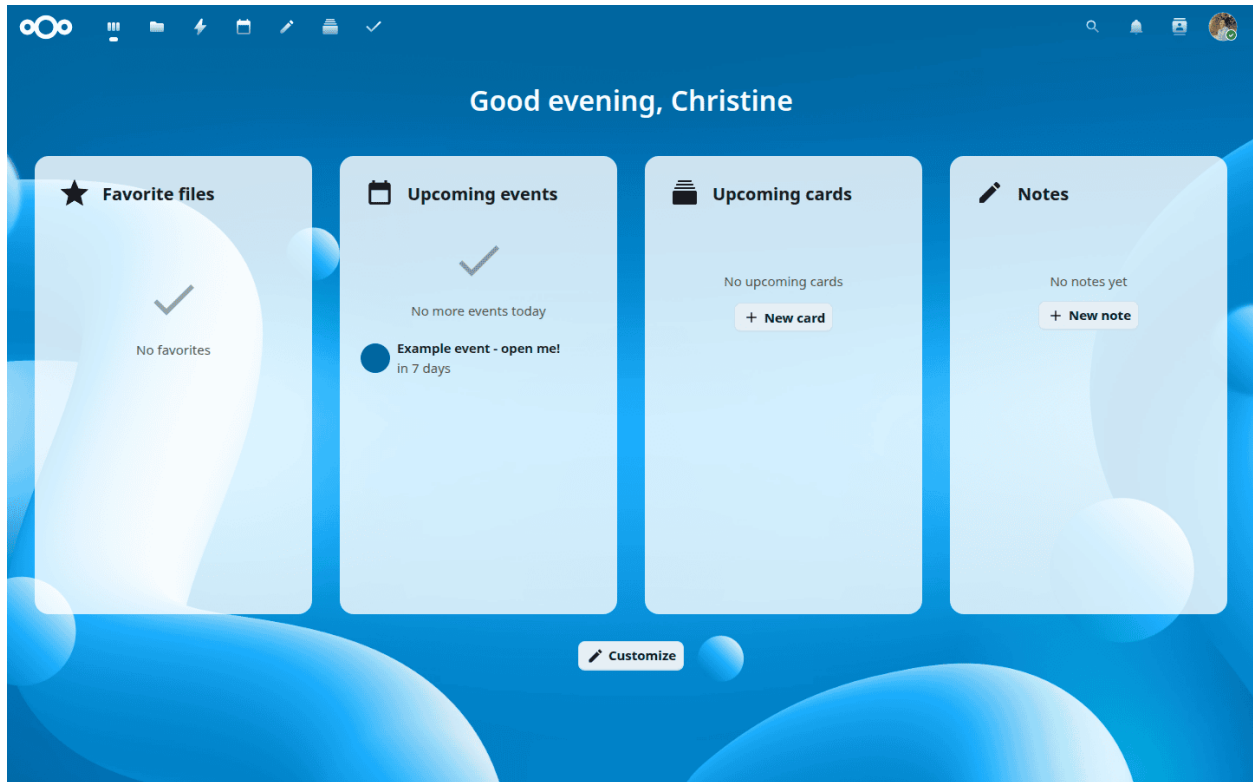 Good evening, Christine
Favorite files
No favorites
Upcoming events
No more events today
Example event - open me!
in 7 days
Upcoming cards
No upcoming cards
+ New card
Notes
No notes yet
+ New note
Customize